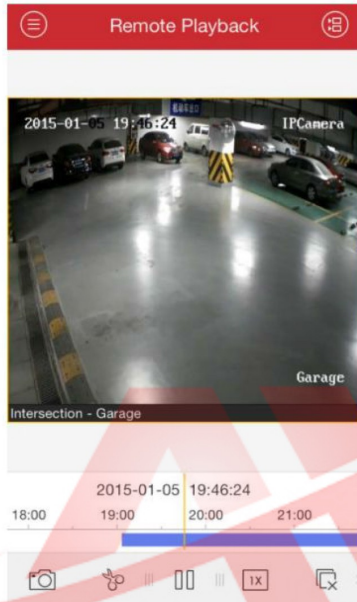 Remote Playback
2015-01-05 19:46:24
IPCamera
Garage
Intersection - Garage
2015-01-05 19:46:24
18:00 19:00 20:00 21:00
1X